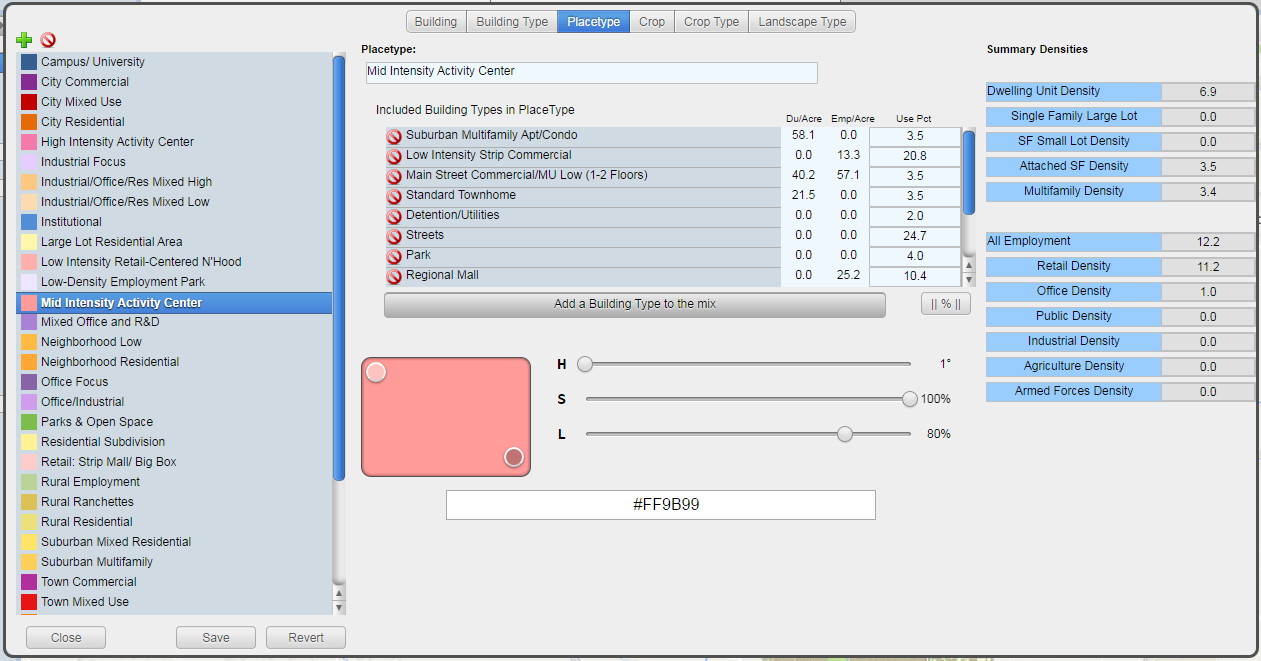 Building Building Type Placetype Crop Crop Type Landscape Type
Campus/ University
City Commercial
City Mixed Use
City Residential
High Intensity Activity Center
Industrial Focus
Industrial/Office/Res Mixed High
Industrial/Office/Res Mixed Low
Institutional
Large Lot Residential Area
Low Intensity Retail-Centered N'Hood
Low-Density Employment Park
Mid Intensity Activity Center
Mixed Office and R&D
Neighborhood Low
Neighborhood Residential
Office Focus
Office/Industrial
Parks & Open Space
Residential Subdivision
Retail: Strip Mall/ Big Box
Rural Employment
Rural Ranchettes
Rural Residential
Suburban Mixed Residential
Suburban Multifamily
Town Commercial
Town Mixed Use
Close Save Revert
Placetype:
Mid Intensity Activity Center
Included Building Types in PlaceType
Du/Acre Emp/Acre Use Pct
Suburban Multifamily Apt/Condo 58.1 0.0 3.5
Low Intensity Strip Commercial 0.0 13.3 20.8
Main Street Commercial/MU Low (1-2 Floors) 40.2 57.1 3.5
Standard Townhome 21.5 0.0 3.5
Detention/Utilities 0.0 0.0 2.0
Streets 0.0 0.0 24.7
Park 0.0 0.0 4.0
Regional Mall 0.0 25.2 10.4
Add a Building Type to the mix || % ||
H 1°
S 100%
L 80%
#FF9B99
Summary Densities
Dwelling Unit Density 6.9
Single Family Large Lot 0.0
SF Small Lot Density 0.0
Attached SF Density 3.5
Multifamily Density 3.4
All Employment 12.2
Retail Density 11.2
Office Density 1.0
Public Density 0.0
Industrial Density 0.0
Agriculture Density 0.0
Armed Forces Density 0.0